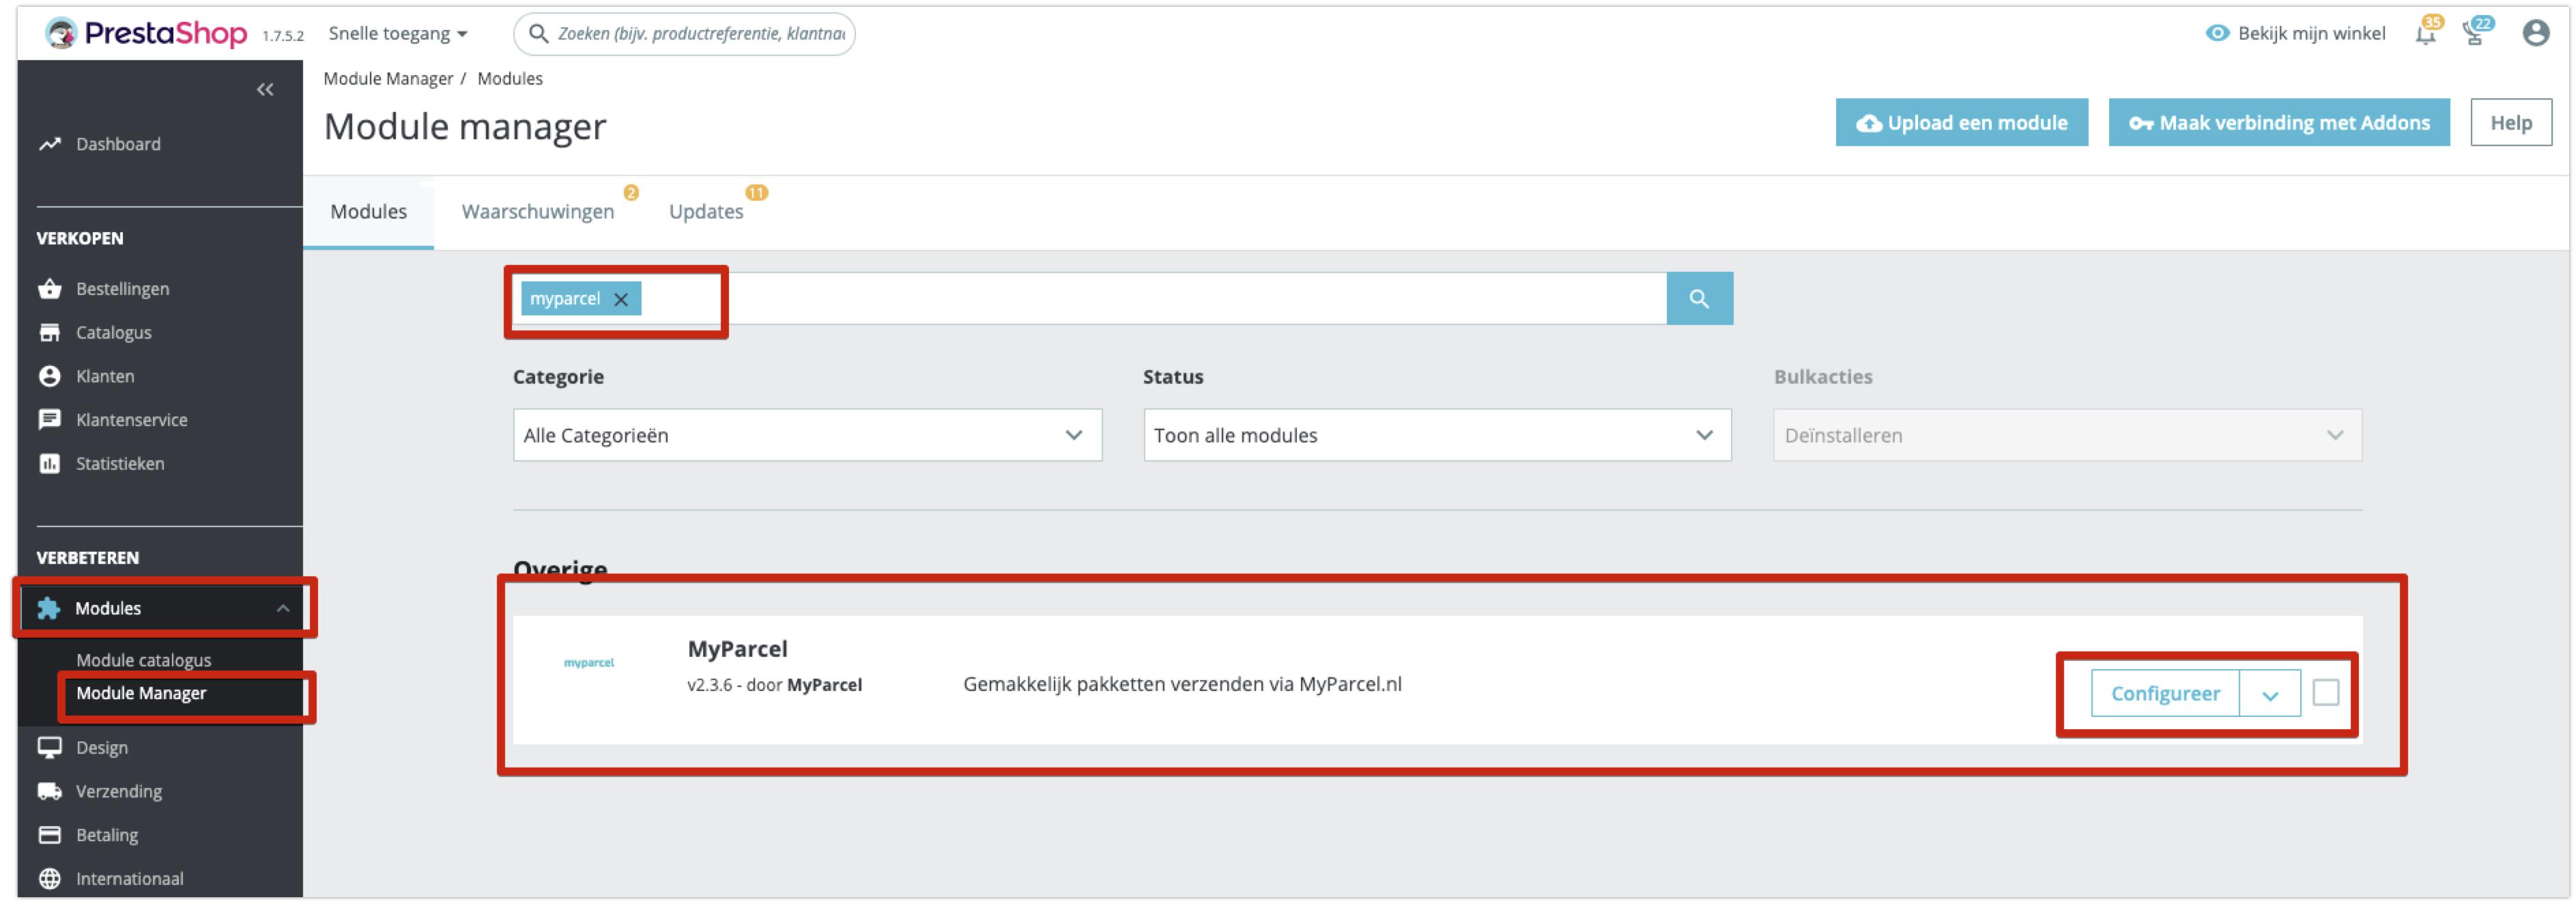 PrestaShop 1.7.5.2 Snelle toegang Zoeken (bijv. productreferentie, klantna Bekijk mijn winkel 35 22
Module Manager / Modules
Module manager
Upload een module Maak verbinding met Addons Help
Dashboard
Modules Waarschuwingen 2 Updates 11
VERKOPEN
Bestellingen
Catalogus
Klanten
Klantenservice
Statistieken
VERBETEREN
Modules
Module catalogus
Module Manager
Design
Verzending
Betaling
Internationaal
myparcel
Categorie Status Bulkacties
Alle Categorieën Toon alle modules Deïnstalleren
Overige
myparcel
MyParcel
v2.3.6 - door MyParcel Gemakkelijk pakketten verzenden via MyParcel.nl
Configureer